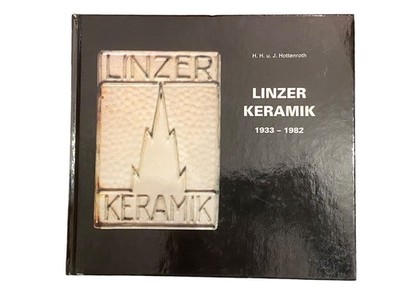 H. H. u. J. Hottenroth
LINZER
KERAMIK
1933 – 1982
LINZER
KERAMIK